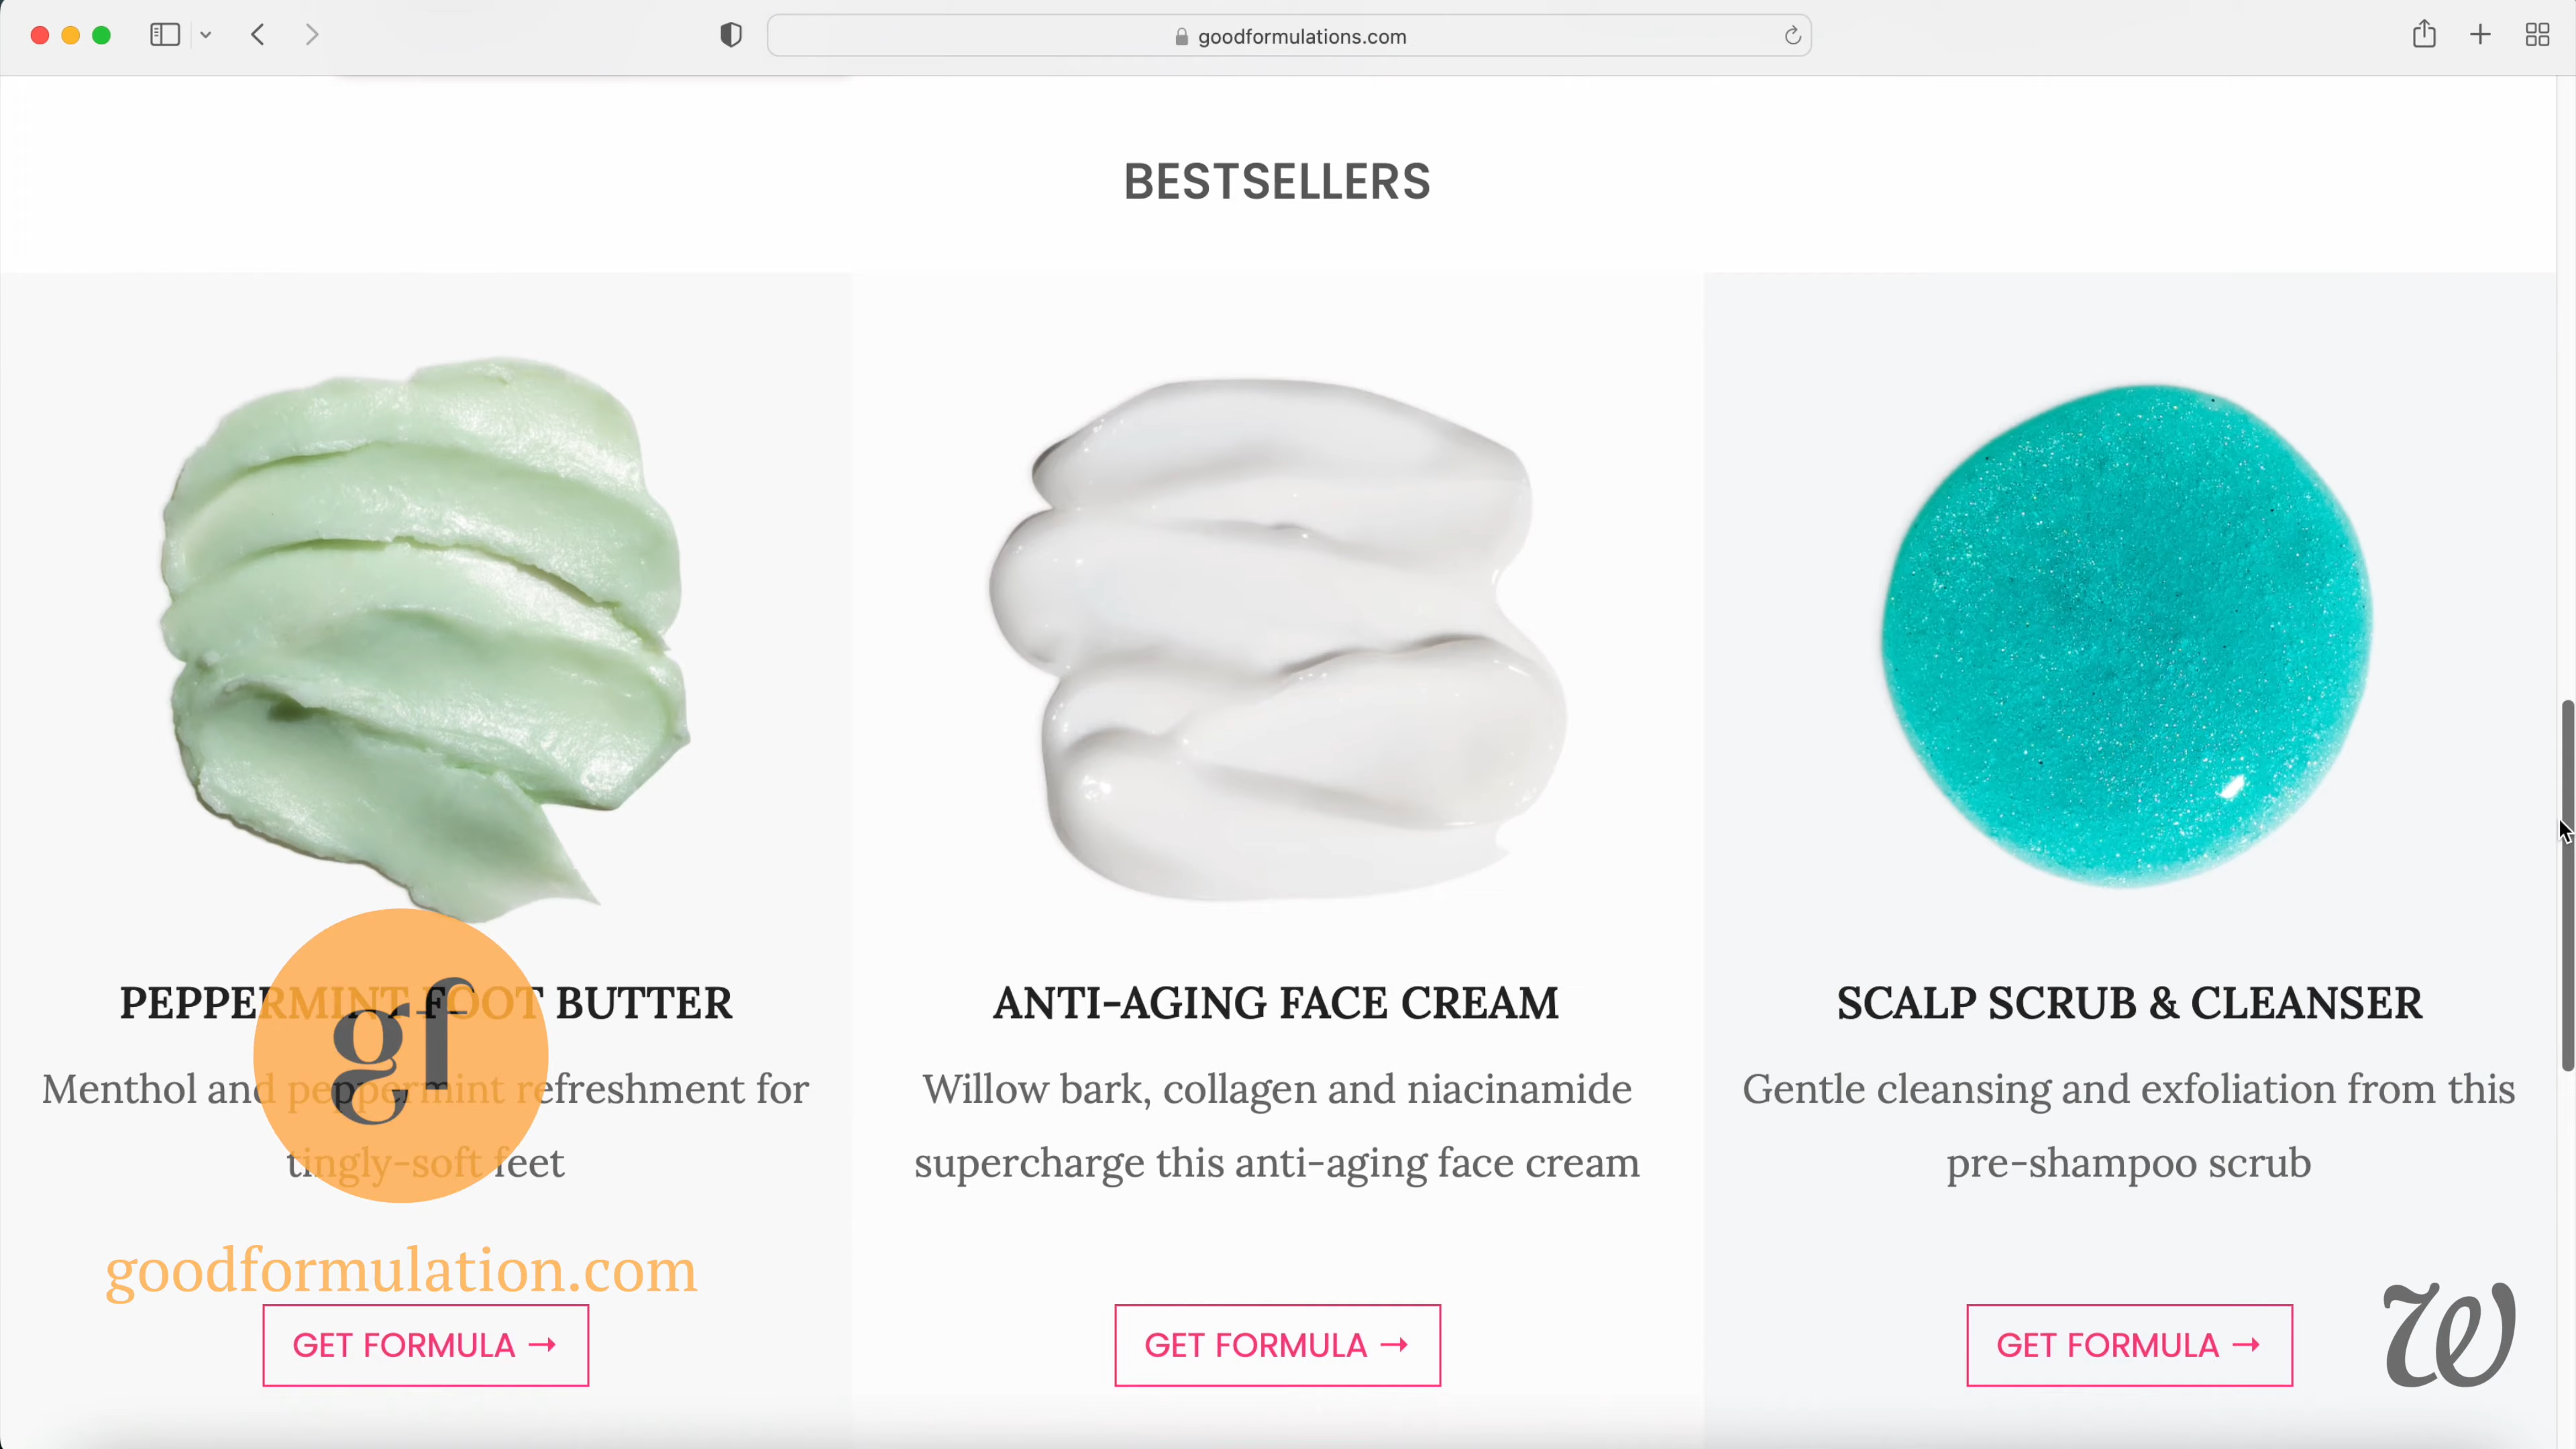 goodformulations.com
BESTSELLERS
PEPPERMINT FOOT BUTTER
Menthol and peppermint refreshment for
tingly-soft feet
gf
goodformulation.com
GET FORMULA →
ANTI-AGING FACE CREAM
Willow bark, collagen and niacinamide
supercharge this anti-aging face cream
GET FORMULA →
SCALP SCRUB & CLEANSER
Gentle cleansing and exfoliation from this
pre-shampoo scrub
GET FORMULA →
w